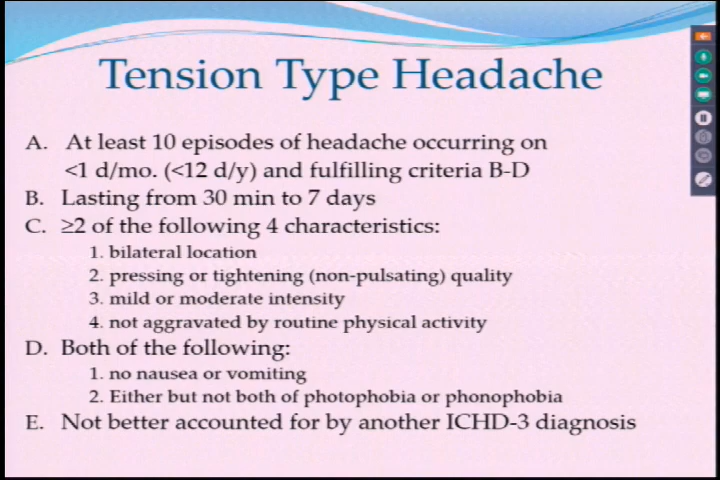 Tension Type Headache
A. At least 10 episodes of headache occurring on
<1 d/mo. (<12 d/y) and fulfilling criteria B-D
B. Lasting from 30 min to 7 days
C. ≥2 of the following 4 characteristics:
1. bilateral location
2. pressing or tightening (non-pulsating) quality
3. mild or moderate intensity
4. not aggravated by routine physical activity
D. Both of the following:
1. no nausea or vomiting
2. Either but not both of photophobia or phonophobia
E. Not better accounted for by another ICHD-3 diagnosis